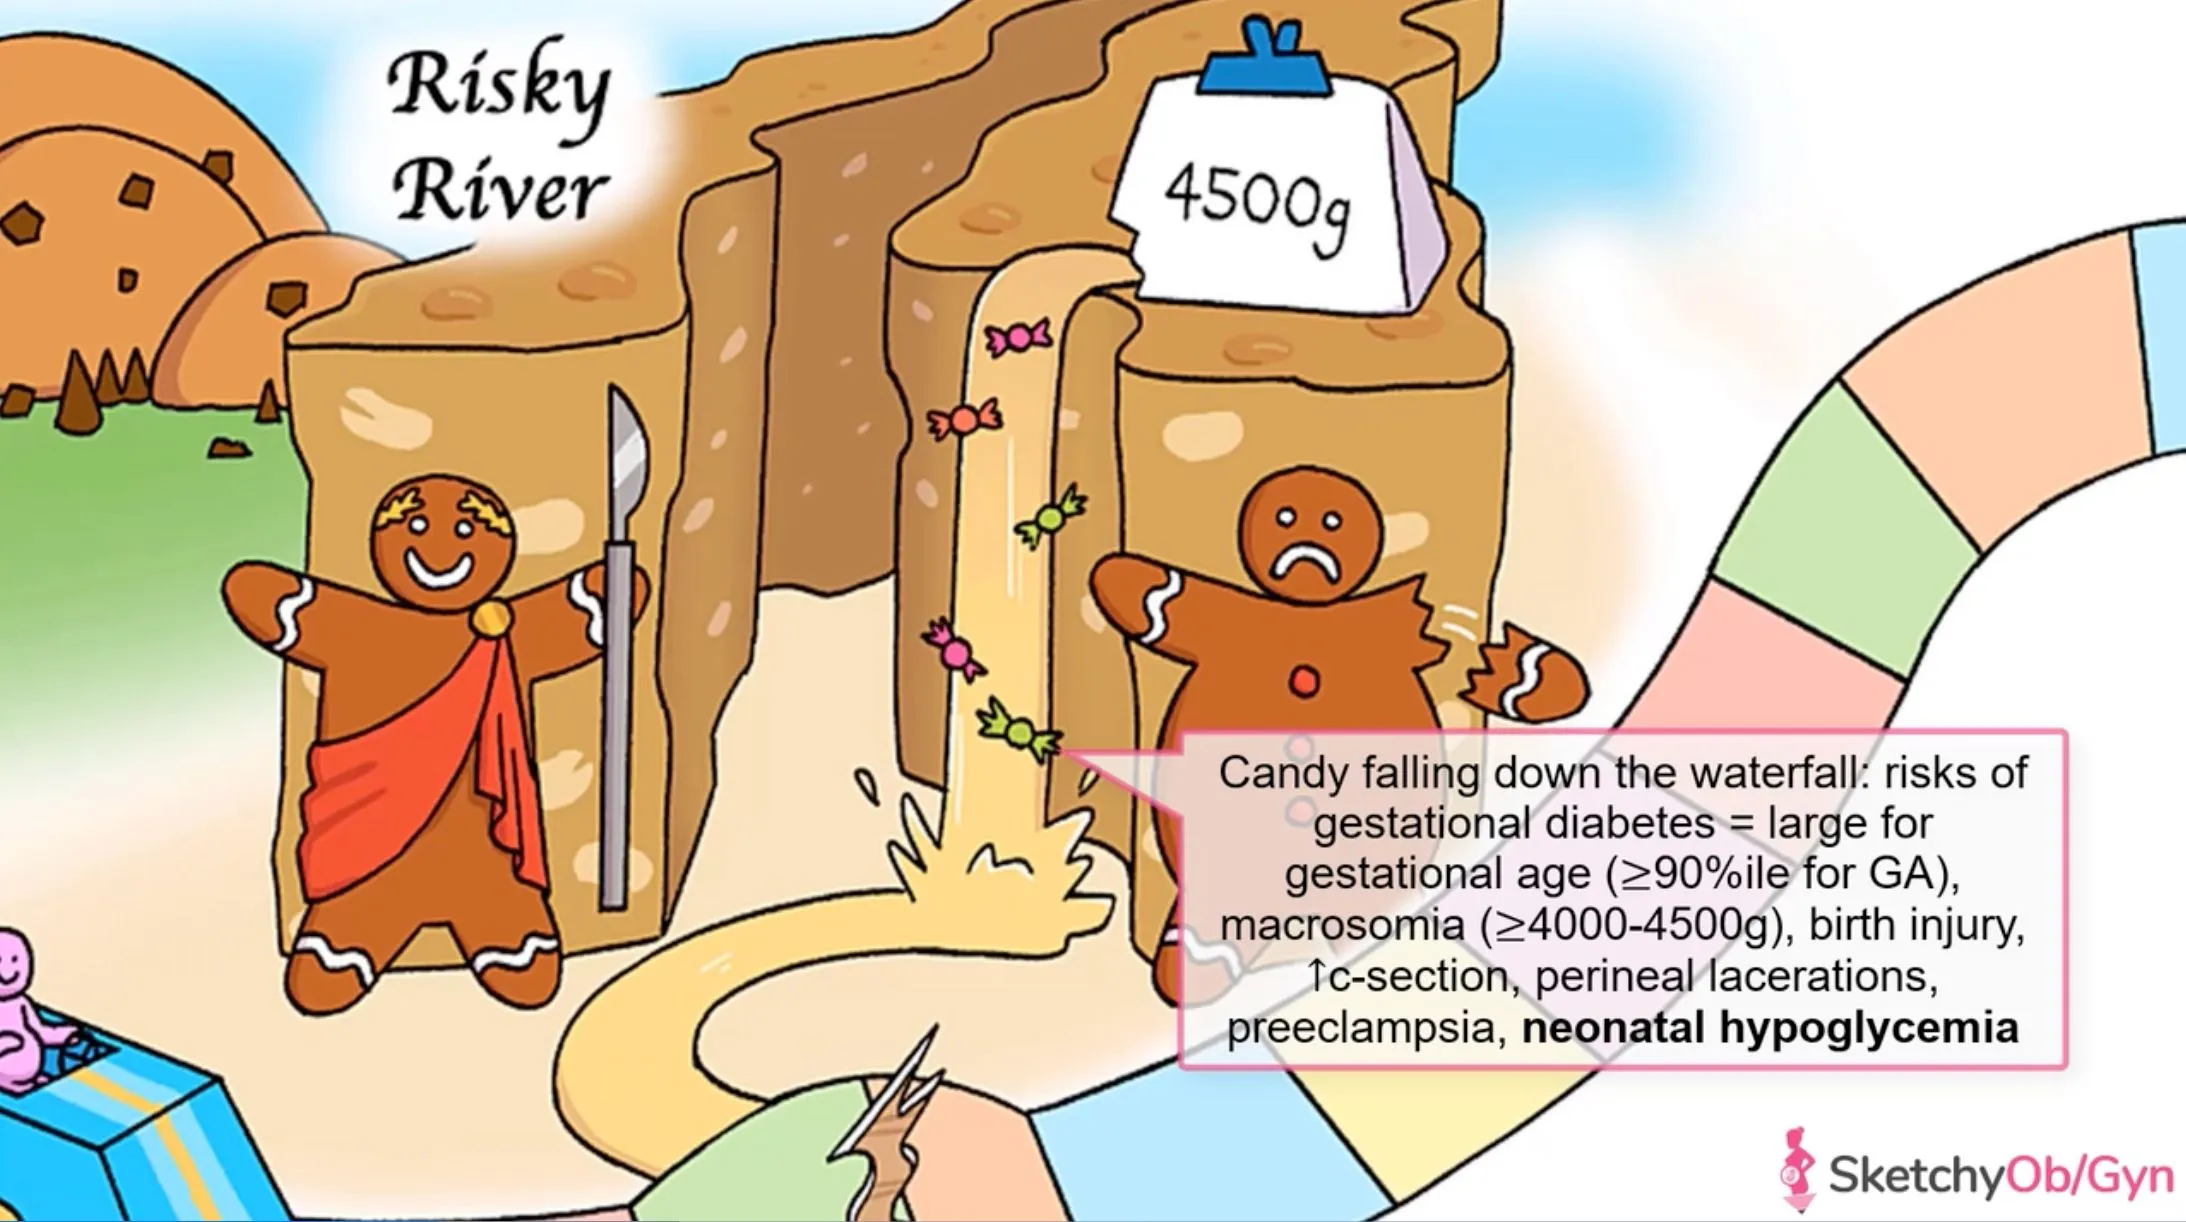 Risky
River
4500g
Candy falling down the waterfall: risks of
gestational diabetes = large for
gestational age (≥90%ile for GA),
macrosomia (≥4000-4500g), birth injury,
↑c-section, perineal lacerations,
preeclampsia, neonatal hypoglycemia
SketchyOb/Gyn